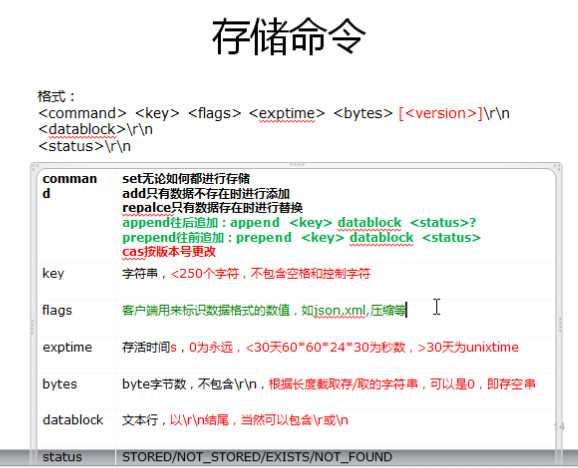 存储命令
格式：
<command> <key> <flags> <exptime> <bytes> [<version>]\r\n
<datablock>\r\n
<status>\r\n
comman
d
set无论如何都进行存储
add只有数据不存在时进行添加
repalce只有数据存在时进行替换
append往后追加：append <key> datablock <status>?
prepend往前追加：prepend <key> datablock <status>
cas按版本号更改
key 字符串，<250个字符，不包含空格和控制字符
flags 客户端用来标识数据格式的数值，如json,xml,压缩等
exptime 存活时间s，0为永远，<30天60*60*24*30为秒数，>30天为unixtime
bytes byte字节数，不包含\r\n，根据长度截取存/取的字符串，可以是0，即存空串
datablock 文本行，以\r\n结尾，当然可以包含\r或\n
14
status STORED/NOT_STORED/EXISTS/NOT_FOUND